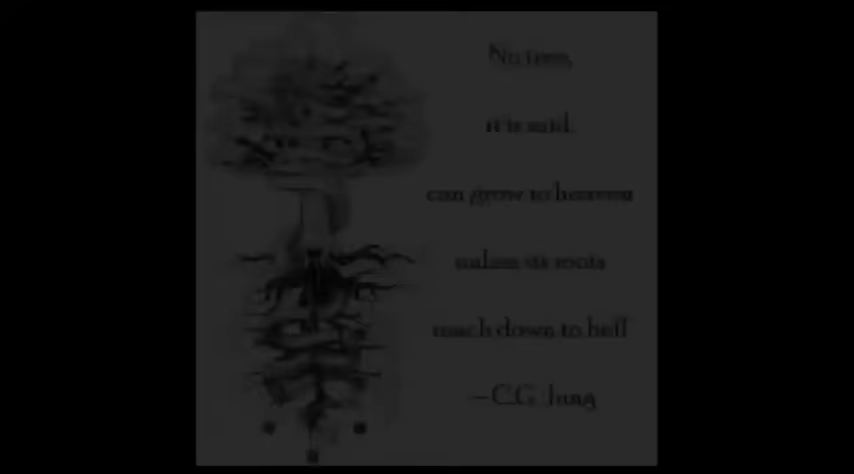 No tree,
it is said,
can grow to heaven
unless its roots
reach down to hell
—C.G. Jung